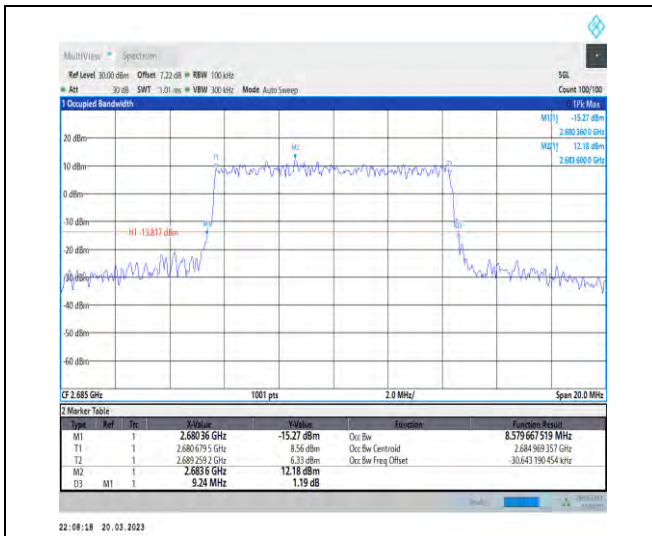 MultiView Spectrum
Ref Level 30.00 dBm Offset 7.22 dB RBW 100 kHz SGL
Att 30 dB SWT 1.01 ms VBW 300 kHz Mode Auto Sweep Count 100/100
1 Occupied Bandwidth 1Pk Max
M1[1] -15.27 dBm
2.680 360 0 GHz
M2[1] 12.18 dBm
2.683 600 0 GHz
20 dBm
T1 M2
10 dBm
0 dBm
-10 dBm
M1
H1 -13.817 dBm
-20 dBm
-30 dBm
-40 dBm
-50 dBm
-60 dBm
CF 2.685 GHz 1001 pts 2.0 MHz/ Span 20.0 MHz
2 Marker Table
Type Ref Trc X-Value Y-Value Function Function Result
M1 1 2.68036 GHz -15.27 dBm Occ Bw 8.579 667 519 MHz
T1 1 2.680 679 5 GHz 8.56 dBm Occ Bw Centroid 2.684 969 357 GHz
T2 1 2.689 259 2 GHz 6.33 dBm Occ Bw Freq Offset -30.643 190 454 kHz
M2 1 2.683 6 GHz 12.18 dBm
D3 M1 1 9.24 MHz 1.19 dB
22:08:18 20.03.2023